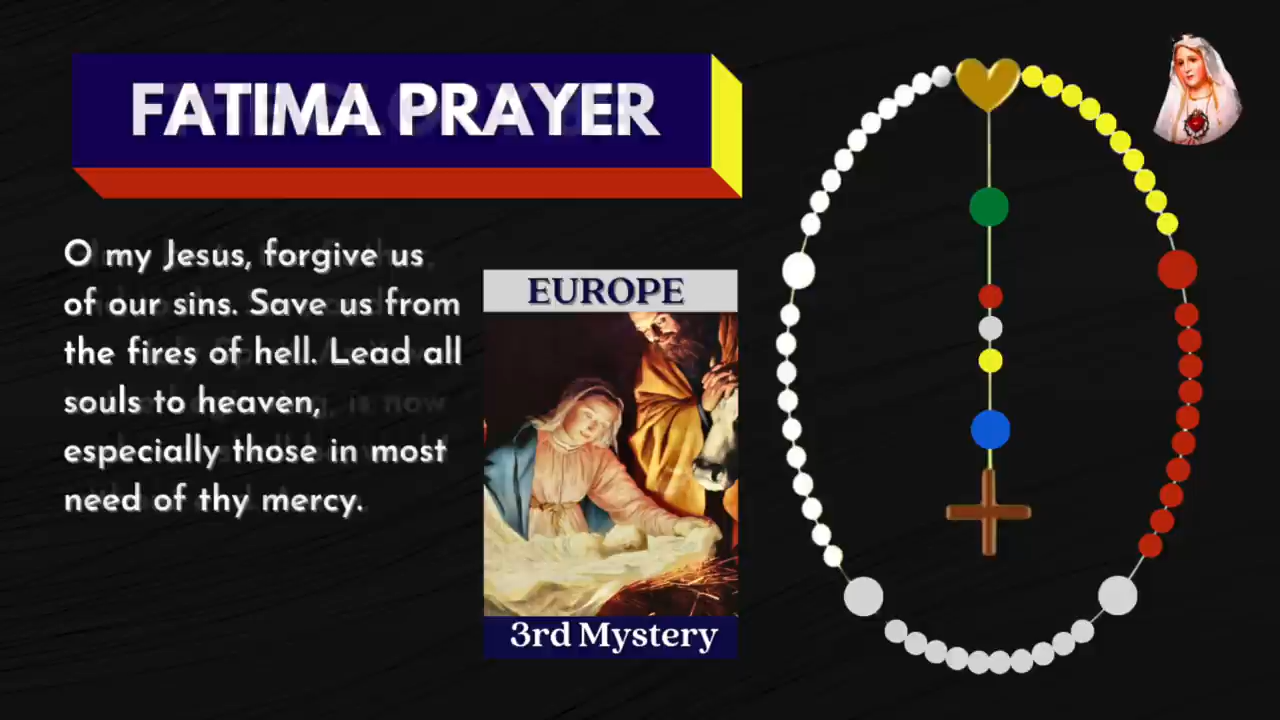 FATIMA PRAYER
O my Jesus, forgive us
of our sins. Save us from
the fires of hell. Lead all
souls to heaven,
especially those in most
need of thy mercy.
EUROPE
3rd Mystery